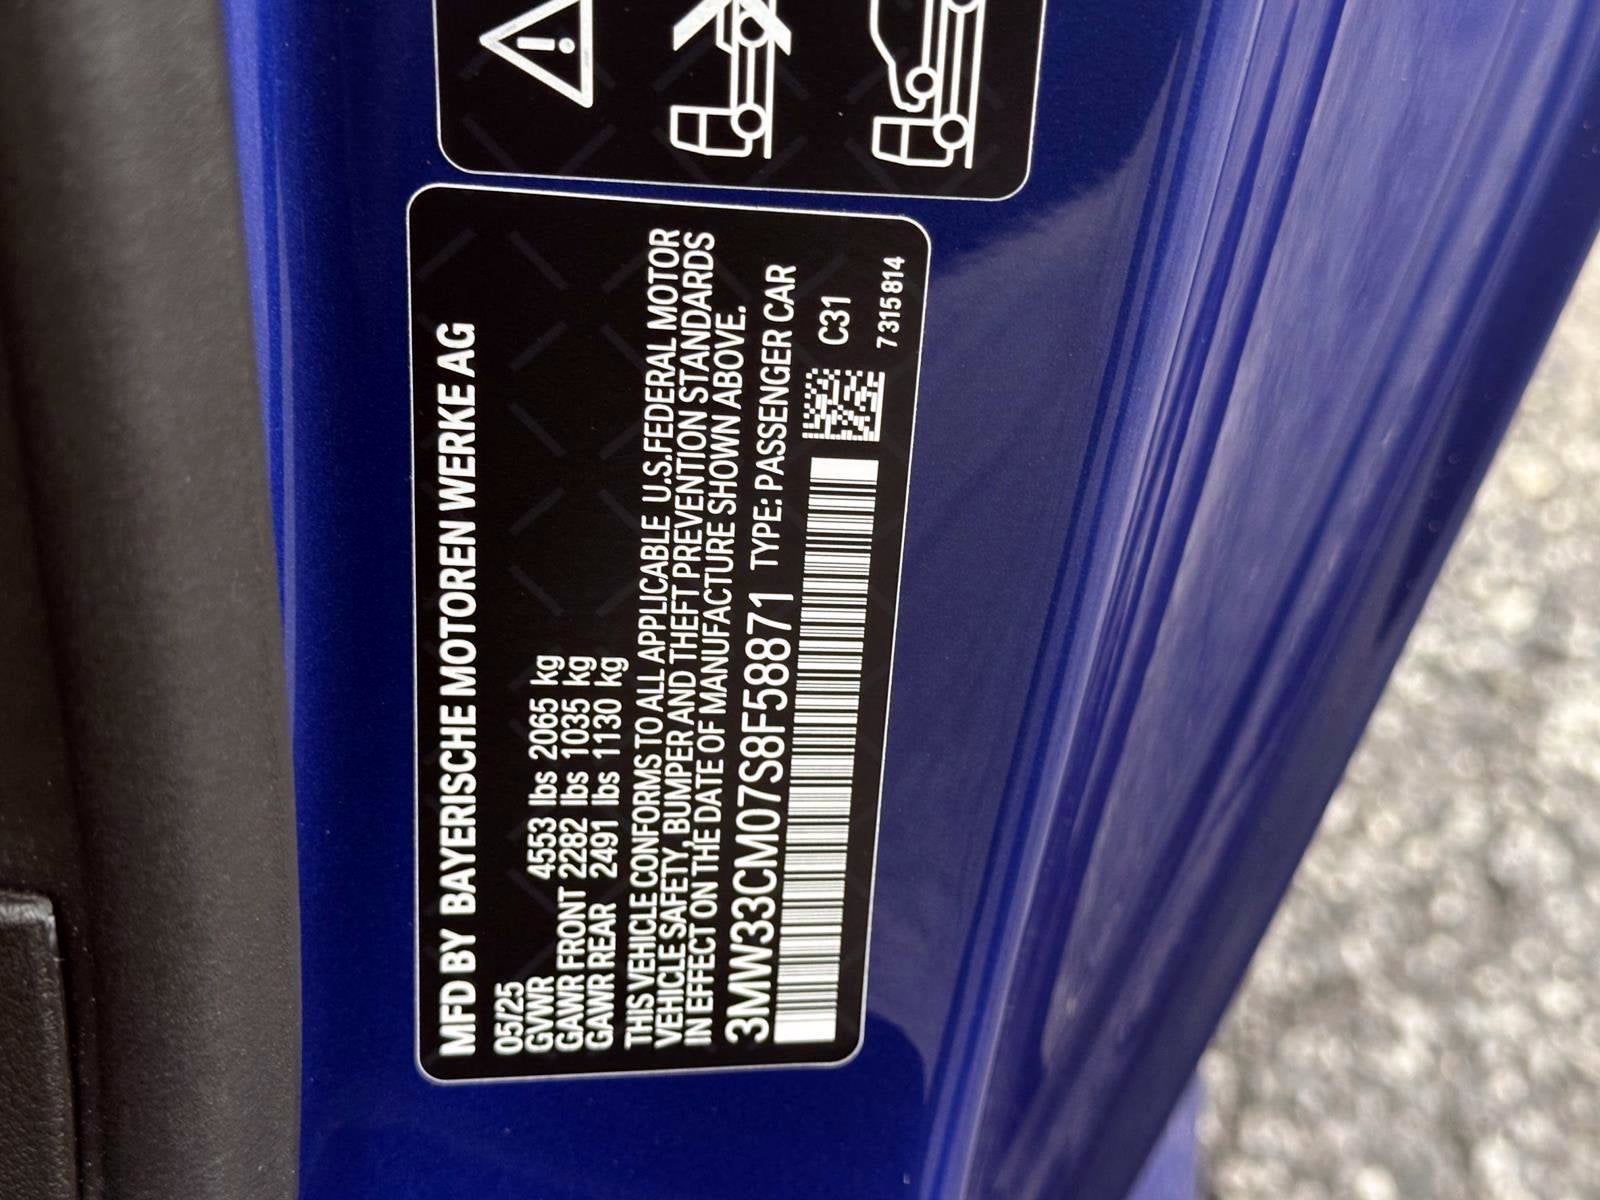 MFD BY BAYERISCHE MOTOREN WERKE AG
05/25
GVWR 4553 lbs 2065 kg
GAWR FRONT 2282 lbs 1035 kg
GAWR REAR 2491 lbs 1130 kg
THIS VEHICLE CONFORMS TO ALL APPLICABLE U.S.FEDERAL MOTOR
VEHICLE SAFETY, BUMPER AND THEFT PREVENTION STANDARDS
IN EFFECT ON THE DATE OF MANUFACTURE SHOWN ABOVE.
3MW33CM07S8F58871 TYPE: PASSENGER CAR
C31
7 315 814